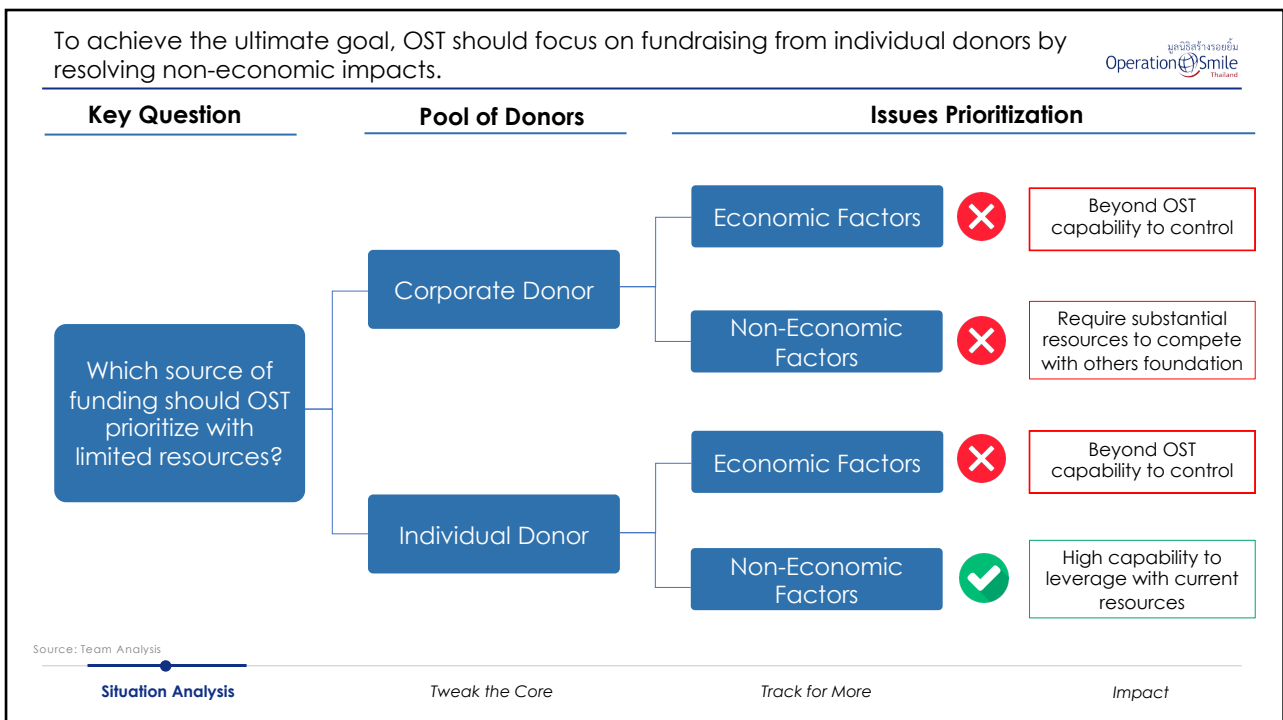 To achieve the ultimate goal, OST should focus on fundraising from individual donors by
resolving non-economic impacts.
มูลนิธิสร้างรอยยิ้ม
Operation Smile
Thailand
Key Question
Pool of Donors
Issues Prioritization
Which source of
funding should OST
prioritize with
limited resources?
Corporate Donor
Individual Donor
Economic Factors
Beyond OST
capability to control
Non-Economic
Factors
Require substantial
resources to compete
with others foundation
Economic Factors
Beyond OST
capability to control
Non-Economic
Factors
High capability to
leverage with current
resources
Source: Team Analysis
Situation Analysis
Tweak the Core
Track for More
Impact